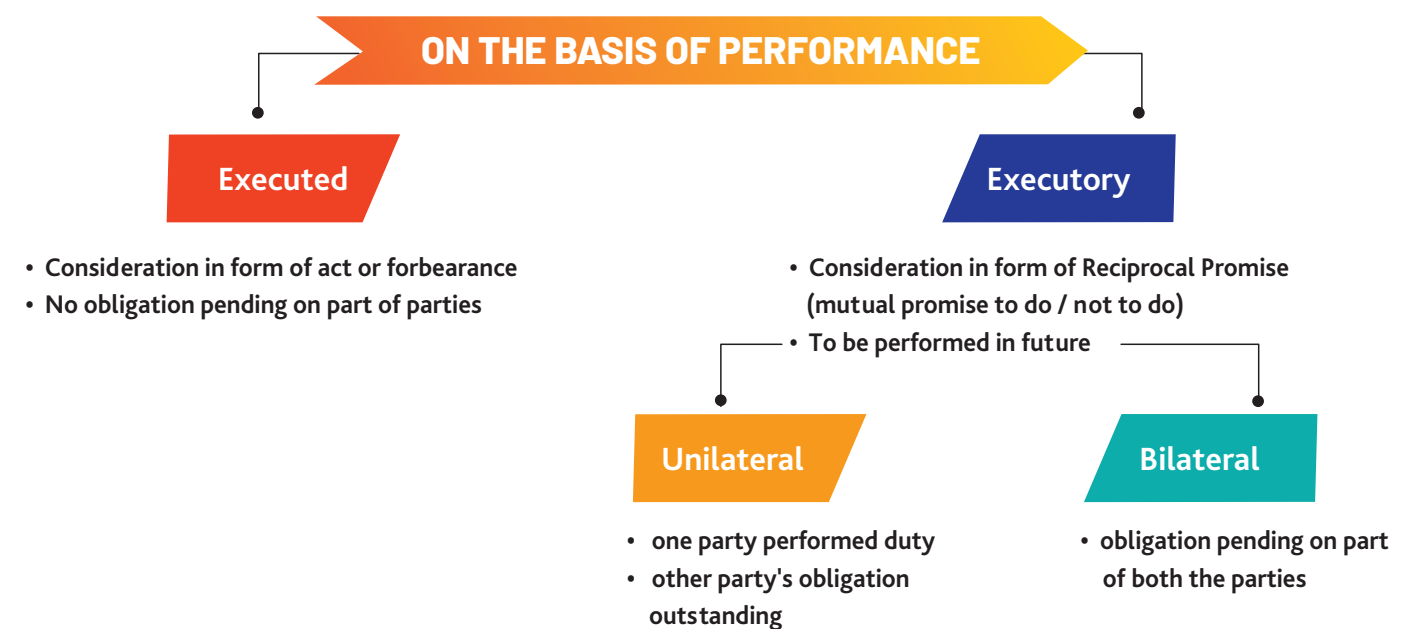 ON THE BASIS OF PERFORMANCE
Executed
• Consideration in form of act or forbearance
• No obligation pending on part of parties
Executory
• Consideration in form of Reciprocal Promise
(mutual promise to do / not to do)
• To be performed in future
Unilateral
• one party performed duty
• other party's obligation
outstanding
Bilateral
• obligation pending on part
of both the parties